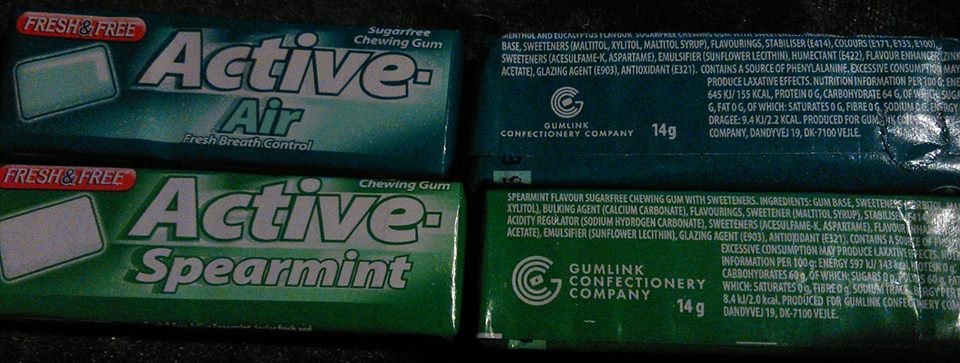 FRESH & FREE
Sugarfree
Chewing Gum
Active-
Air
Fresh Breath Control
MENTHOL AND EUCALYPTUS FLAVOUR SUGARFREE CHEWING GUM WITH SWEETENERS.
BASE, SWEETENERS (MALTITOL, XYLITOL, MALTITOL SYRUP), FLAVOURINGS, STABILISER (E414), COLOURS (E171, E133, E100),
SWEETENERS (ACESULFAME-K, ASPARTAME), EMULSIFIER (SUNFLOWER LECITHIN), HUMECTANT (E422), FLAVOUR ENHANCER (ZINK
ACETATE), GLAZING AGENT (E903), ANTIOXIDANT (E321). CONTAINS A SOURCE OF PHENYLALANINE. EXCESSIVE CONSUMPTION MAY
PRODUCE LAXATIVE EFFECTS. NUTRITION INFORMATION PER 100 G:
645 KJ/ 155 KCAL, PROTEIN 0 G, CARBOHYDRATE 64 G, OF WHICH:
G, FAT 0 G, OF WHICH: SATURATES 0 G, FIBRE 0 G, SODIUM 0 G. ENERGY
DRAGEE: 9.4 KJ/2.2 KCAL. PRODUCED FOR GUMLINK
COMPANY, DANDYVEJ 19, DK-7100 VEJLE.
GUMLINK
CONFECTIONERY COMPANY
14g
FRESH & FREE
Chewing Gum
Active-
Spearmint
SPEARMINT FLAVOUR SUGARFREE CHEWING GUM WITH SWEETENERS. INGREDIENTS: GUM BASE, SWEETENERS
XYLITOL), BULKING AGENT (CALCIUM CARBONATE), FLAVOURINGS, SWEETENER (MALTITOL SYRUP), STABILISER (E414
ACIDITY REGULATOR (SODIUM HYDROGEN CARBONATE), SWEETENERS (ACESULFAME-K, ASPARTAME), FLAVOUR
ACETATE), EMULSIFIER (SUNFLOWER LECITHIN), GLAZING AGENT (E903), ANTIOXIDANT (E321). CONTAINS A SOURCE OF
EXCESSIVE CONSUMPTION MAY PRODUCE LAXATIVE EFFECTS.
INFORMATION PER 100 g: ENERGY 597 kJ/ 143 kcal, PROTEIN 0 g,
CARBOHYDRATES 60 g, OF WHICH: SUGARS 0 g, 60 g, FAT
WHICH: SATURATES 0 g, FIBRE 0 g, SODIUM
8.4 kJ/2.0 kcal. PRODUCED FOR GUMLINK CONFECTIONERY COM
DANDYVEJ 19, DK-7100 VEJLE.
GUMLINK
CONFECTIONERY
COMPANY
14 g